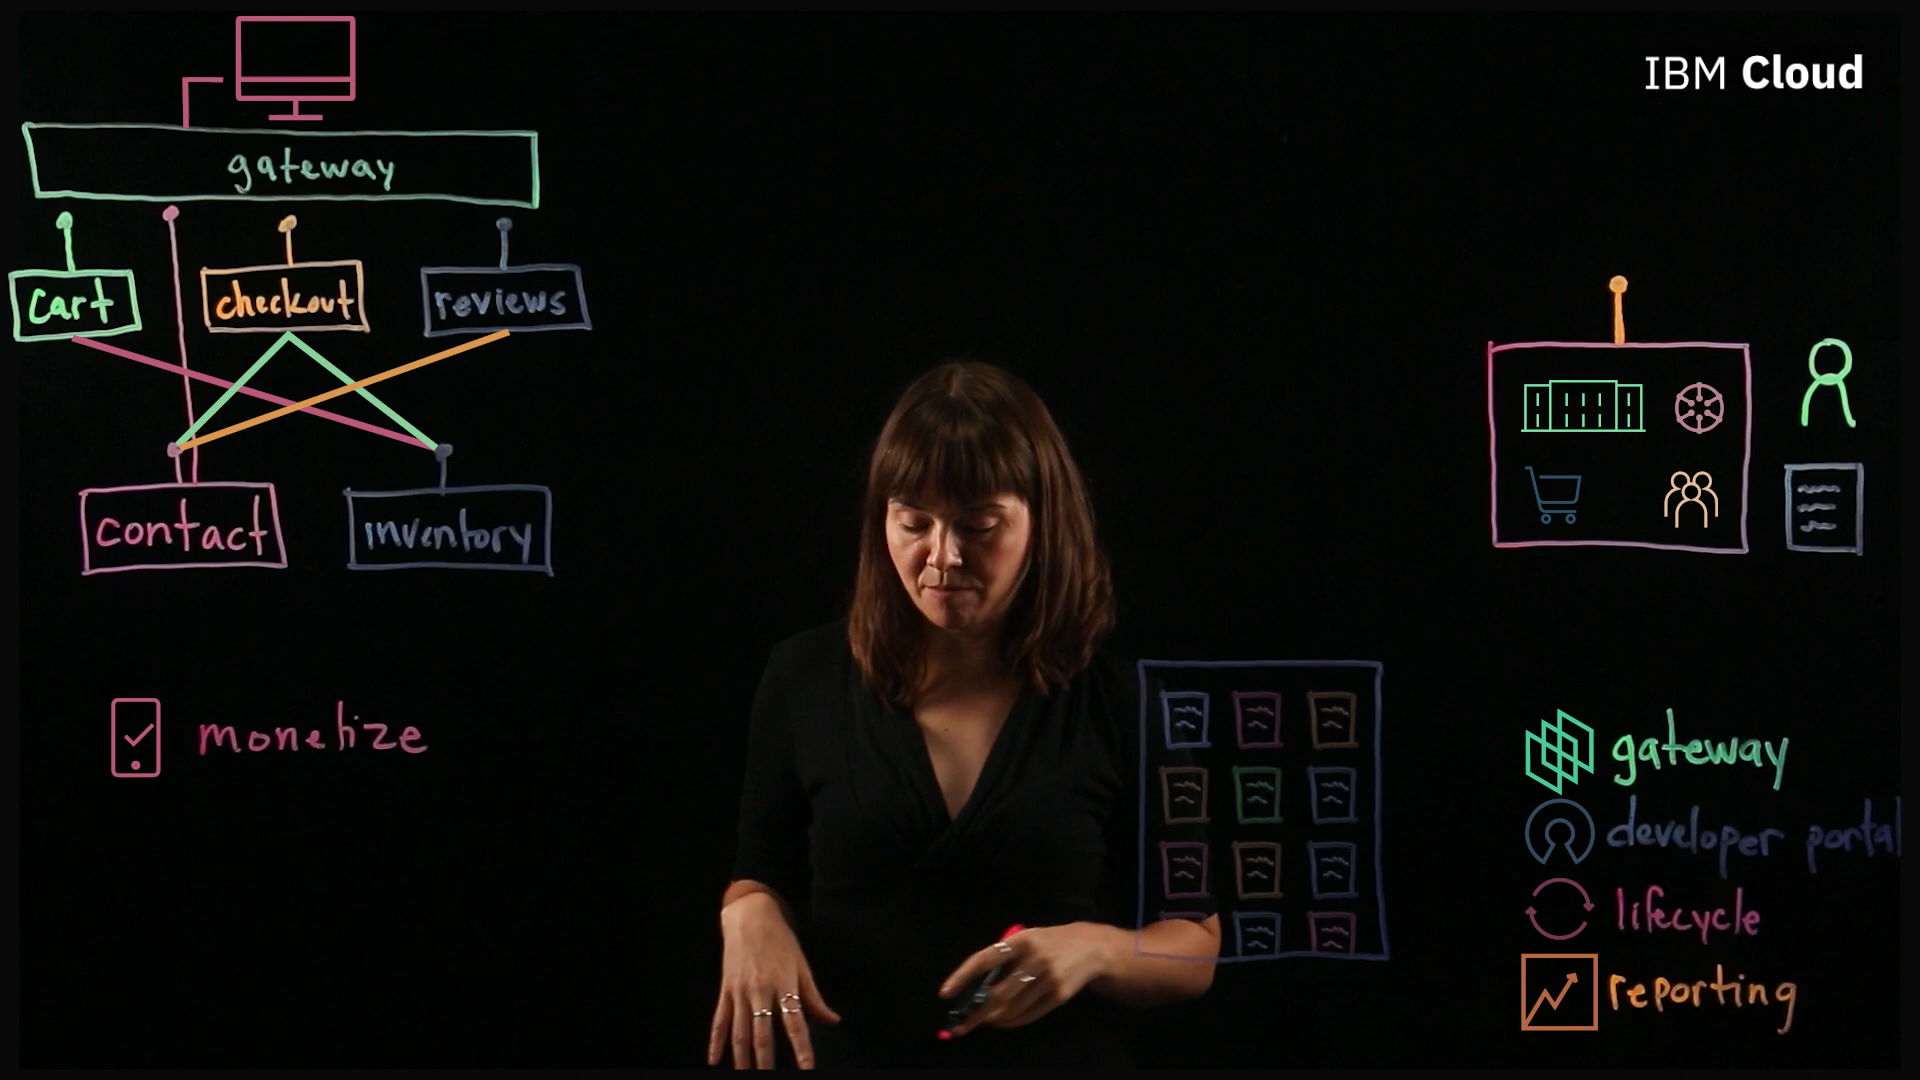 IBM Cloud
gateway
cart
checkout
reviews
contact
inventory
monetize
gateway
developer portal
lifecycle
reporting